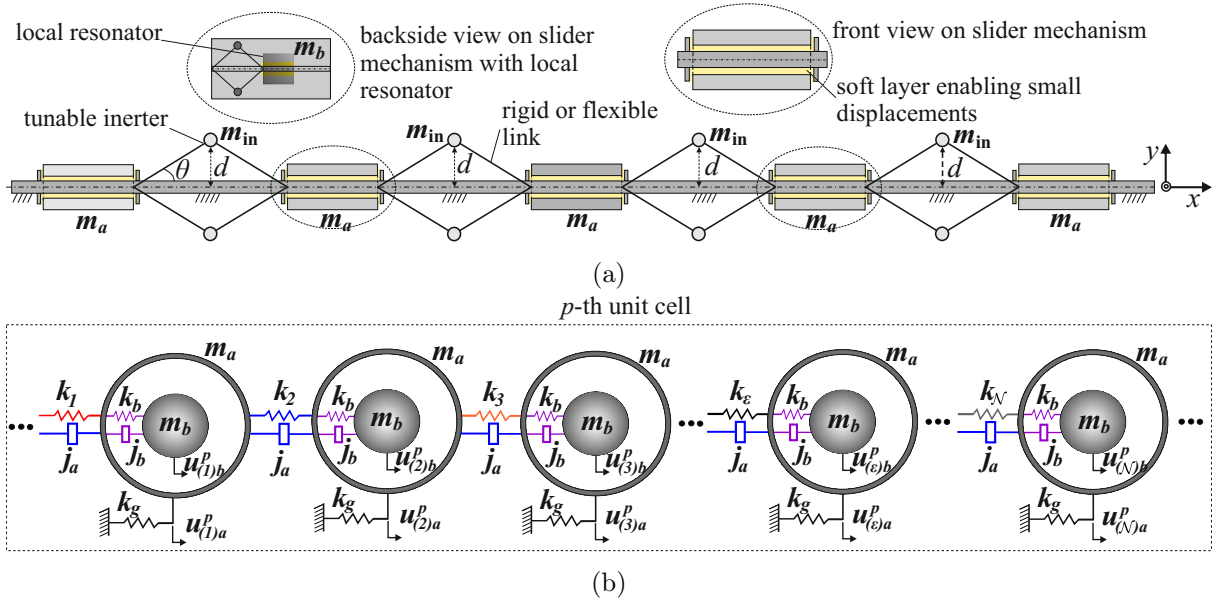 local resonator
m_b
backside view on slider
mechanism with local
resonator
front view on slider mechanism
soft layer enabling small
displacements
tunable inerter
m_in
rigid or flexible
link
m_in
m_in
m_in
θ
d
d
d
d
y
x
m_a
m_a
m_a
m_a
m_a
(a)
p-th unit cell
m_a
m_a
m_a
m_a
m_a
k_1
k_b
k_2
k_b
k_3
k_b
k_ε
k_b
k_𝒩
k_b
m_b
m_b
m_b
m_b
m_b
j_a
j_b
j_a
j_b
j_a
j_b
j_a
j_b
j_a
j_b
u^p_(1)b
u^p_(2)b
u^p_(3)b
u^p_(ε)b
u^p_(𝒩)b
k_g
k_g
k_g
k_g
k_g
u^p_(1)a
u^p_(2)a
u^p_(3)a
u^p_(ε)a
u^p_(𝒩)a
(b)